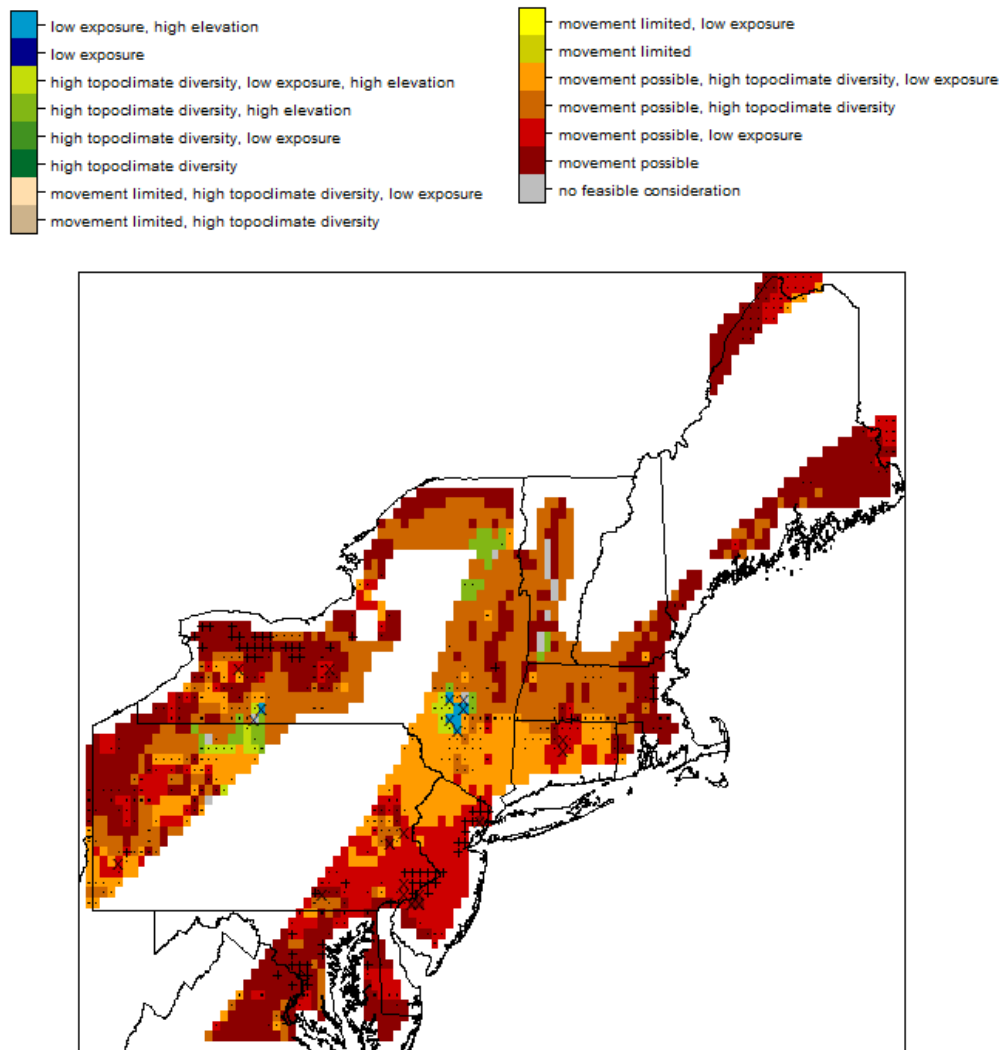 low exposure, high elevation
low exposure
high topoclimate diversity, low exposure, high elevation
high topoclimate diversity, high elevation
high topoclimate diversity, low exposure
high topoclimate diversity
movement limited, high topoclimate diversity, low exposure
movement limited, high topoclimate diversity
movement limited, low exposure
movement limited
movement possible, high topoclimate diversity, low exposure
movement possible, high topoclimate diversity
movement possible, low exposure
movement possible
no feasible consideration